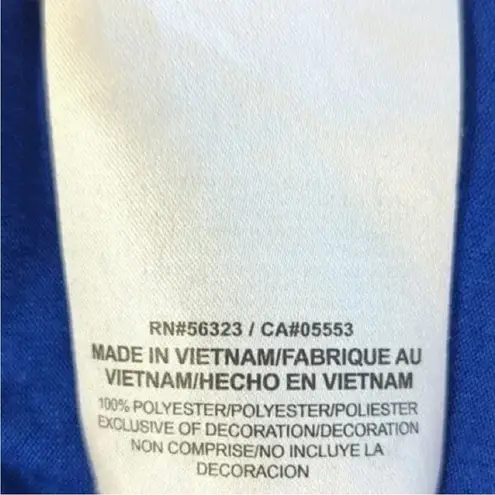 RN#56323 / CA#05553
MADE IN VIETNAM/FABRIQUE AU
VIETNAM/HECHO EN VIETNAM
100% POLYESTER/POLYESTER/POLIESTER
EXCLUSIVE OF DECORATION/DECORATION
NON COMPRISE/NO INCLUYE LA
DECORACION